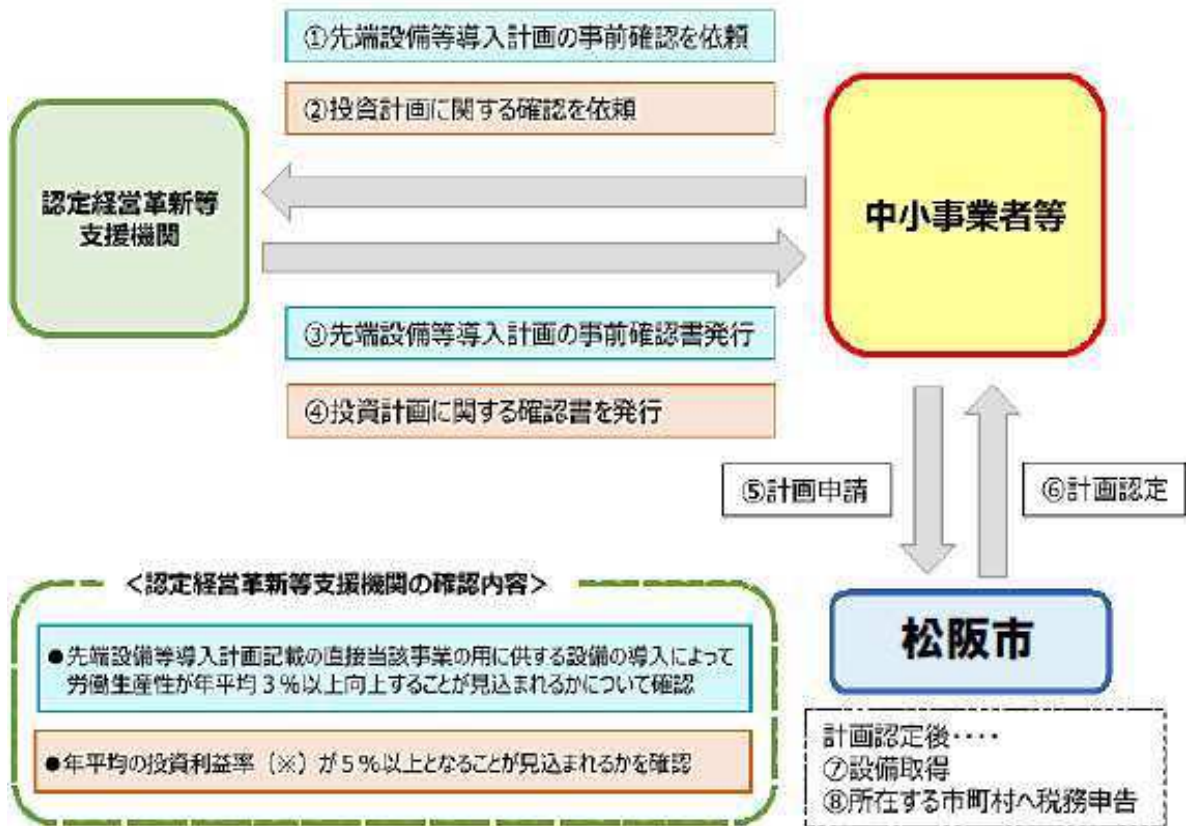 ①先端設備等導入計画の事前確認を依頼
②投資計画に関する確認を依頼
認定経営革新等
支援機関
中小事業者等
③先端設備等導入計画の事前確認書発行
④投資計画に関する確認書を発行
⑤計画申請
⑥計画認定
<認定経営革新等支援機関の確認内容>
●先端設備等導入計画記載の直接当該事業の用に供する設備の導入によって
労働生産性が年平均3%以上向上することが見込まれるかについて確認
●年平均の投資利益率(※)が5%以上となることが見込まれるかを確認
松阪市
計画認定後・・・・
⑦設備取得
⑧所在する市町村へ税務申告